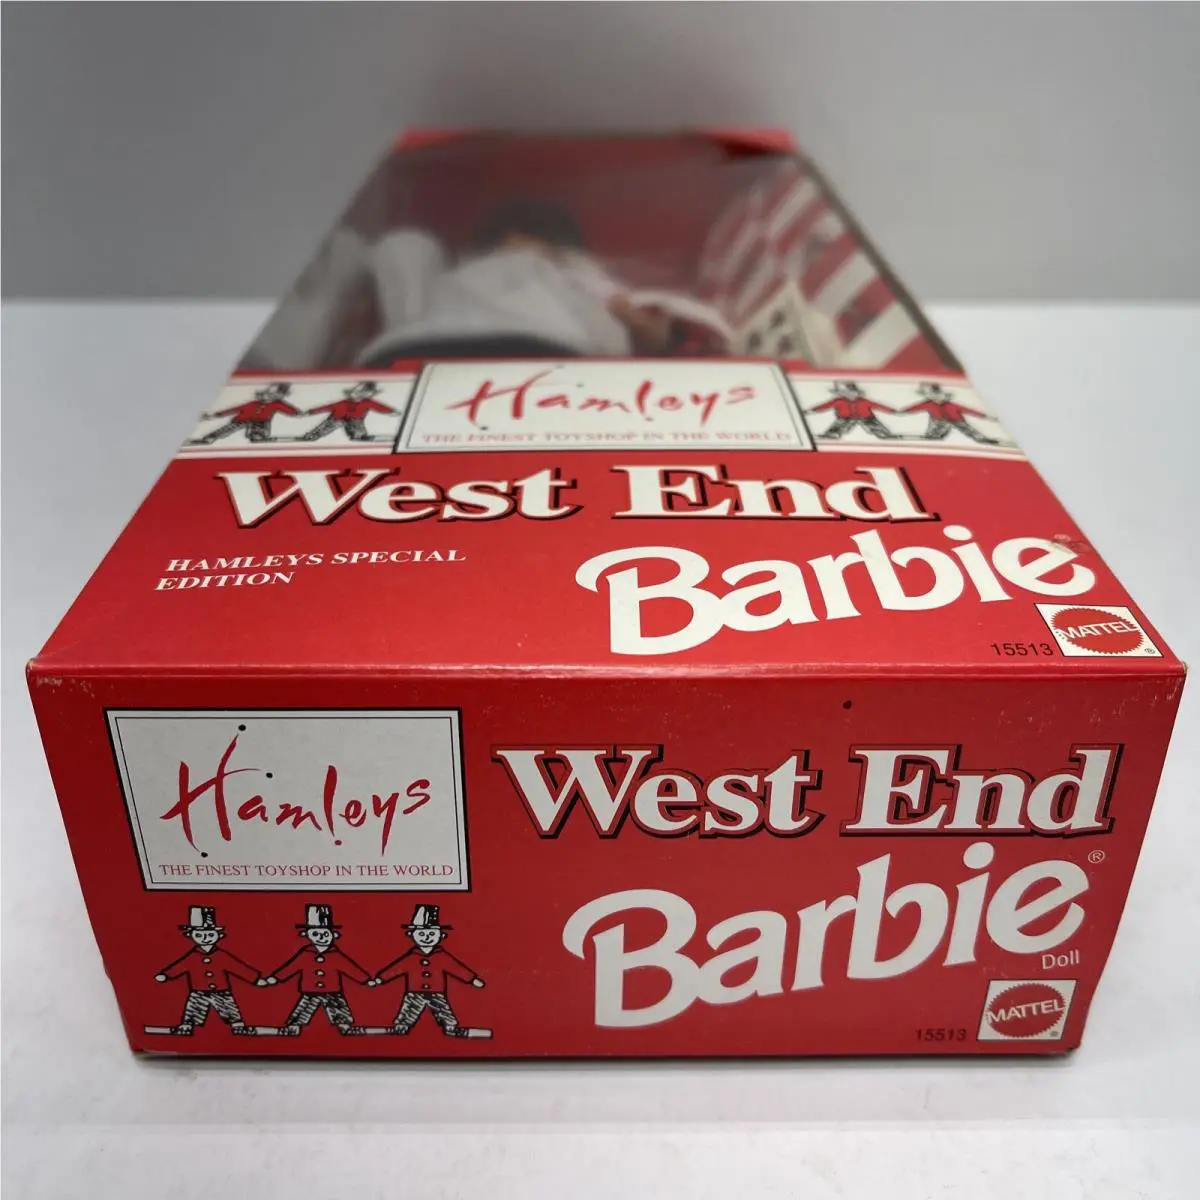 Hamleys
THE FINEST TOYSHOP IN THE WORLD
West End
HAMLEYS SPECIAL
EDITION
Barbie®
15513
MATTEL®
Hamleys
THE FINEST TOYSHOP IN THE WORLD
West End
Barbie®
Doll
15513
MATTEL®